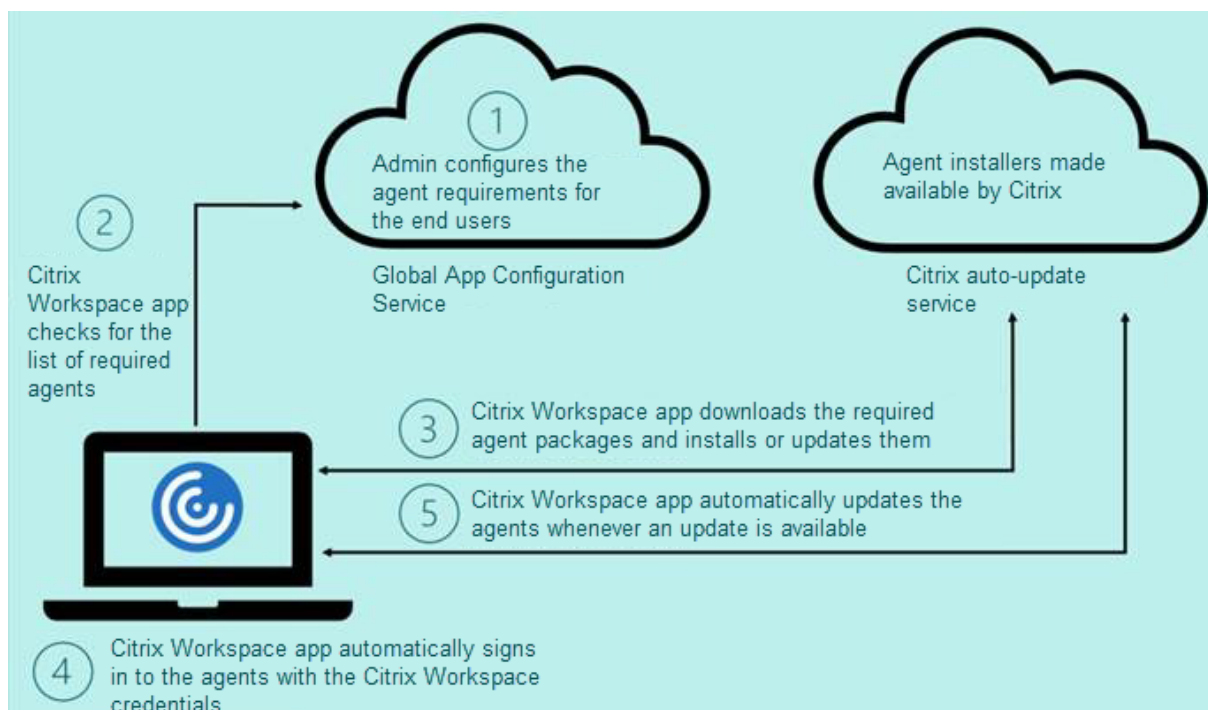 1
Admin configures the
agent requirements for
the end users
Global App Configuration
Service
Agent installers made
available by Citrix
Citrix auto-update
service
2
Citrix
Workspace app
checks for the
list of required
agents
3
Citrix Workspace app downloads the required
agent packages and installs or updates them
5
Citrix Workspace app automatically updates the
agents whenever an update is available
4
Citrix Workspace app automatically signs
in to the agents with the Citrix Workspace
credentials